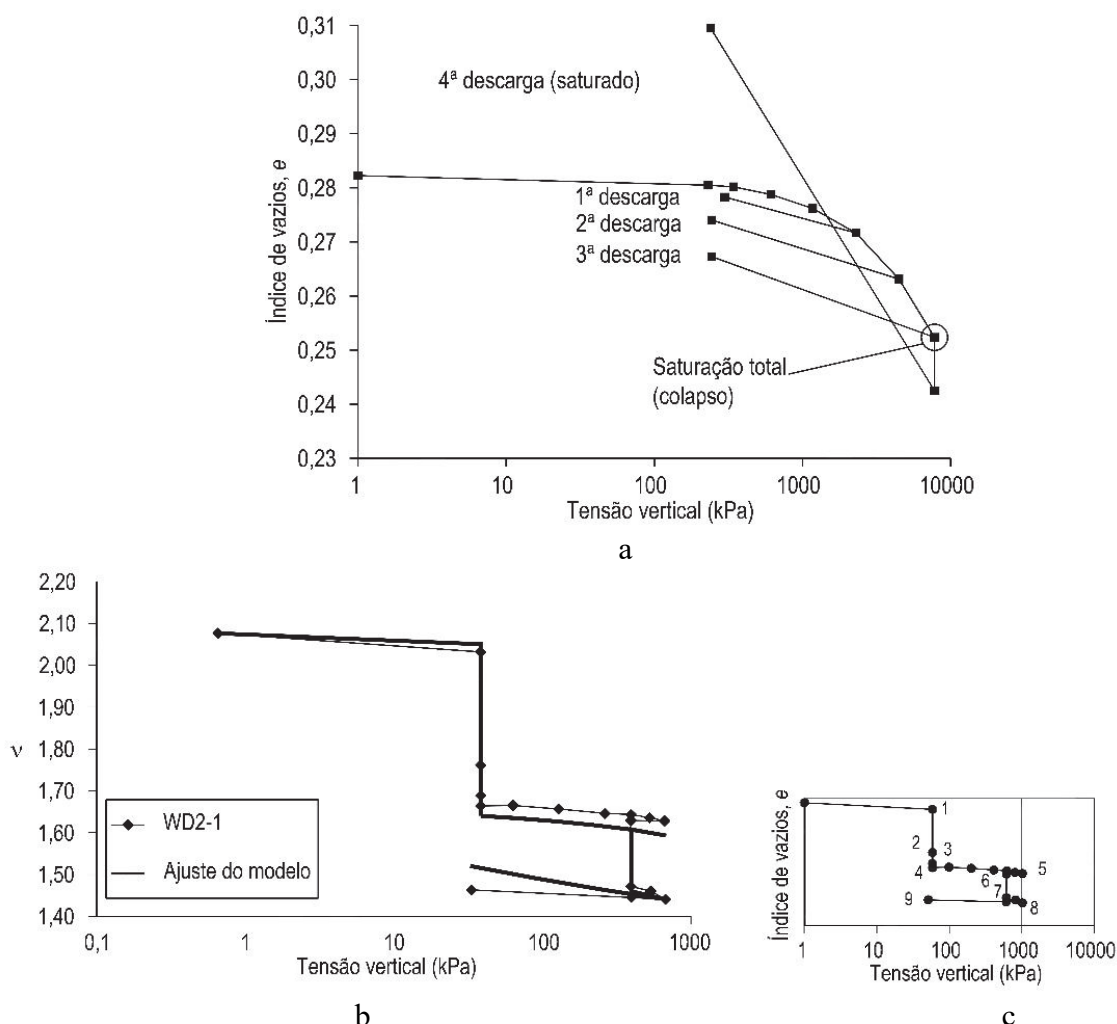 0,31
0,30
0,29
0,28
0,27
0,26
0,25
0,24
0,23
Índice de vazios, e
4ª descarga (saturado)
1ª descarga
2ª descarga
3ª descarga
Saturação total
(colapso)
1
10
100
1000
10000
Tensão vertical (kPa)
a
2,20
2,10
2,00
1,90
1,80
1,70
1,60
1,50
1,40
ν
WD2-1
Ajuste do modelo
0,1
1
10
100
1000
Tensão vertical (kPa)
b
Índice de vazios, e
1
2
3
4
5
6
7
8
9
1
10
100
1000
10000
Tensão vertical (kPa)
c